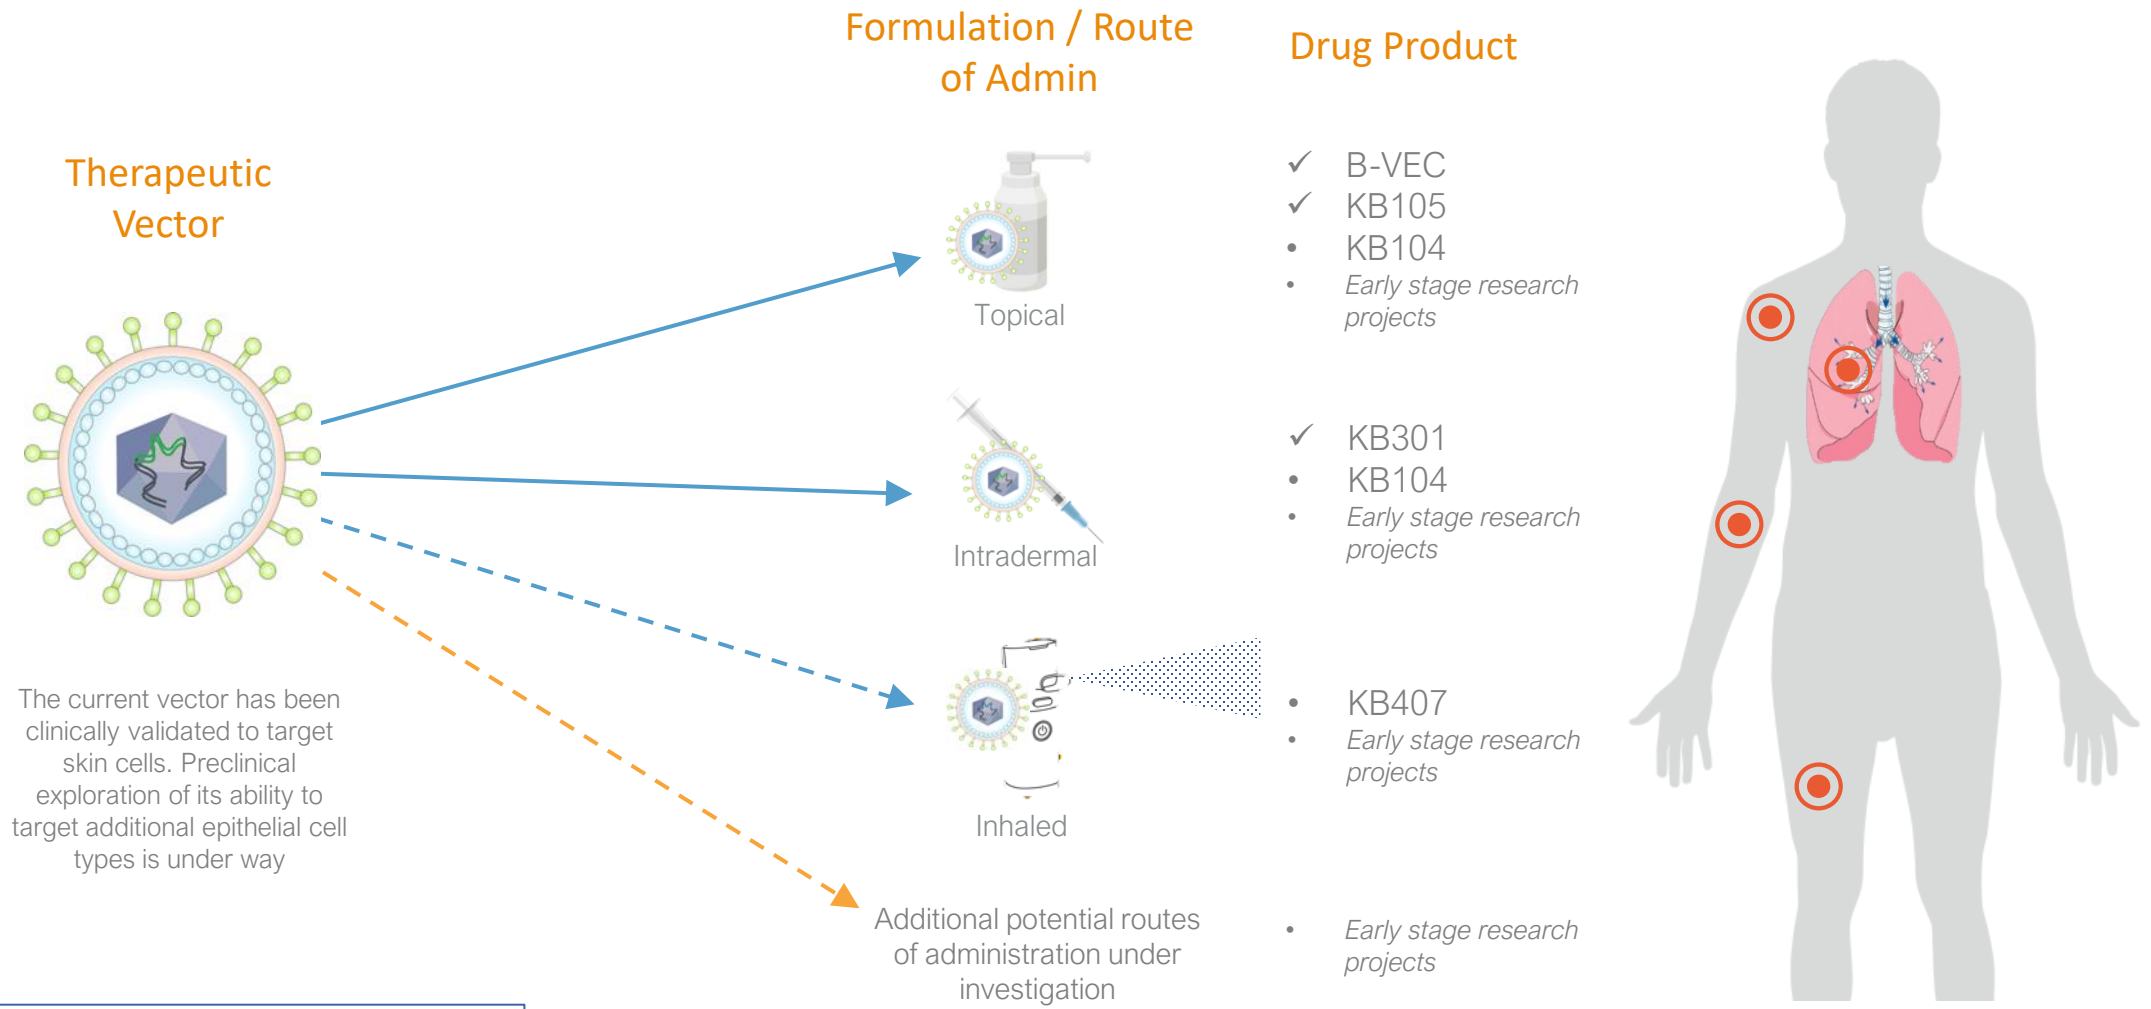 Therapeutic
Vector
The current vector has been
clinically validated to target
skin cells. Preclinical
exploration of its ability to
target additional epithelial cell
types is under way
Formulation / Route
of Admin
Topical
Intradermal
Inhaled
Additional potential routes
of administration under
investigation
Drug Product
✓ B-VEC
✓ KB105
• KB104
• Early stage research
projects
✓ KB301
• KB104
• Early stage research
projects
• KB407
• Early stage research
projects
• Early stage research
projects